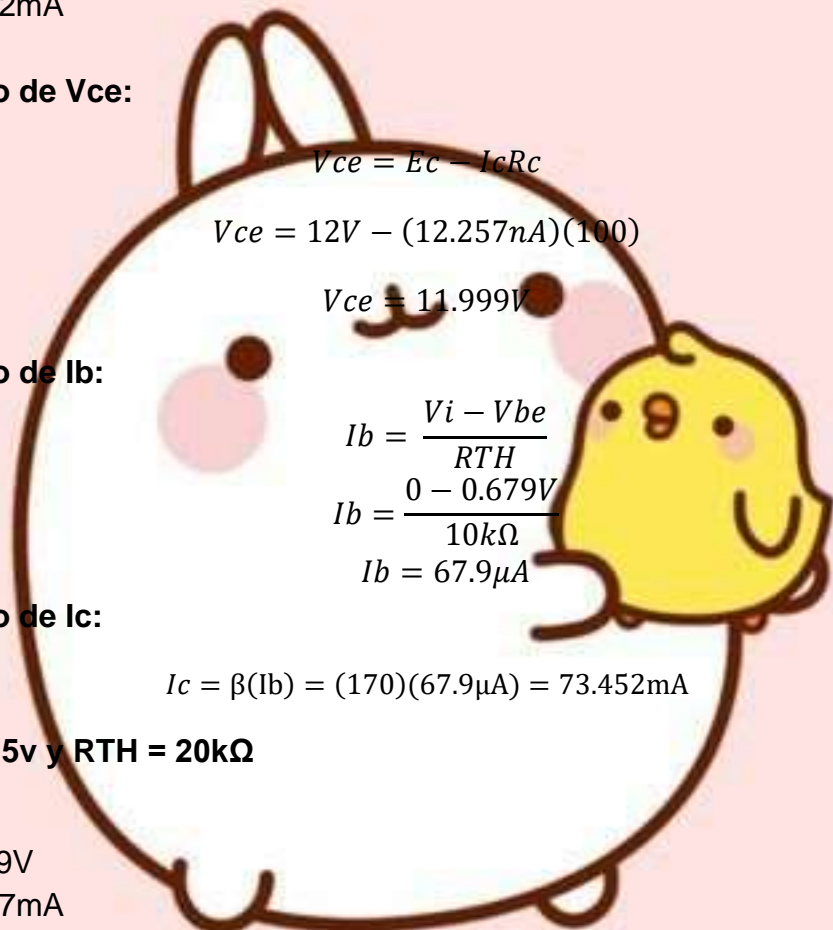 2mA
o de Vce:
Vce = Ec − IcRc
Vce = 12V − (12.257nA)(100)
Vce = 11.999V
o de Ib:
Ib = \frac{Vi − Vbe}{RTH}
Ib = \frac{0 − 0.679V}{10kΩ}
Ib = 67.9μA
o de Ic:
Ic = β(Ib) = (170)(67.9μA) = 73.452mA
5v y RTH = 20kΩ
9V
7mA